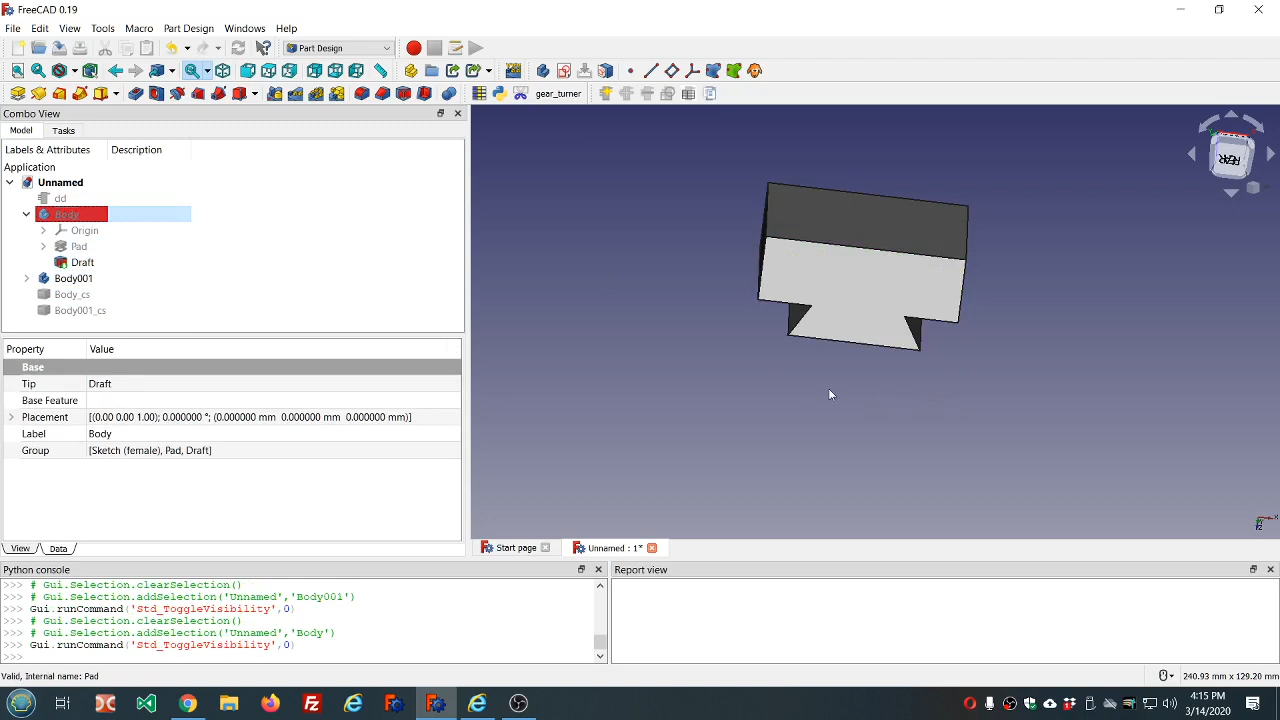 FreeCAD 0.19
File Edit View Tools Macro Part Design Windows Help
Part Design
gear_turner
Combo View
Model Tasks
Labels & Attributes Description
Application
Unnamed
dd
Body
Origin
Pad
Draft
Body001
Body_cs
Body001_cs
Property Value
Base
Tip Draft
Base Feature
Placement [(0.00 0.00 1.00); 0.000000 °; (0.000000 mm 0.000000 mm 0.000000 mm)]
Label Body
Group [Sketch (female), Pad, Draft]
View Data
Start page Unnamed : 1*
Python console
>>> # Gui.Selection.clearSelection()
>>> # Gui.Selection.addSelection('Unnamed','Body001')
>>> Gui.runCommand('Std_ToggleVisibility',0)
>>> # Gui.Selection.clearSelection()
>>> # Gui.Selection.addSelection('Unnamed','Body')
>>> Gui.runCommand('Std_ToggleVisibility',0)
>>>
Report view
Valid, Internal name: Pad
240.93 mm x 129.20 mm
4:15 PM
3/14/2020